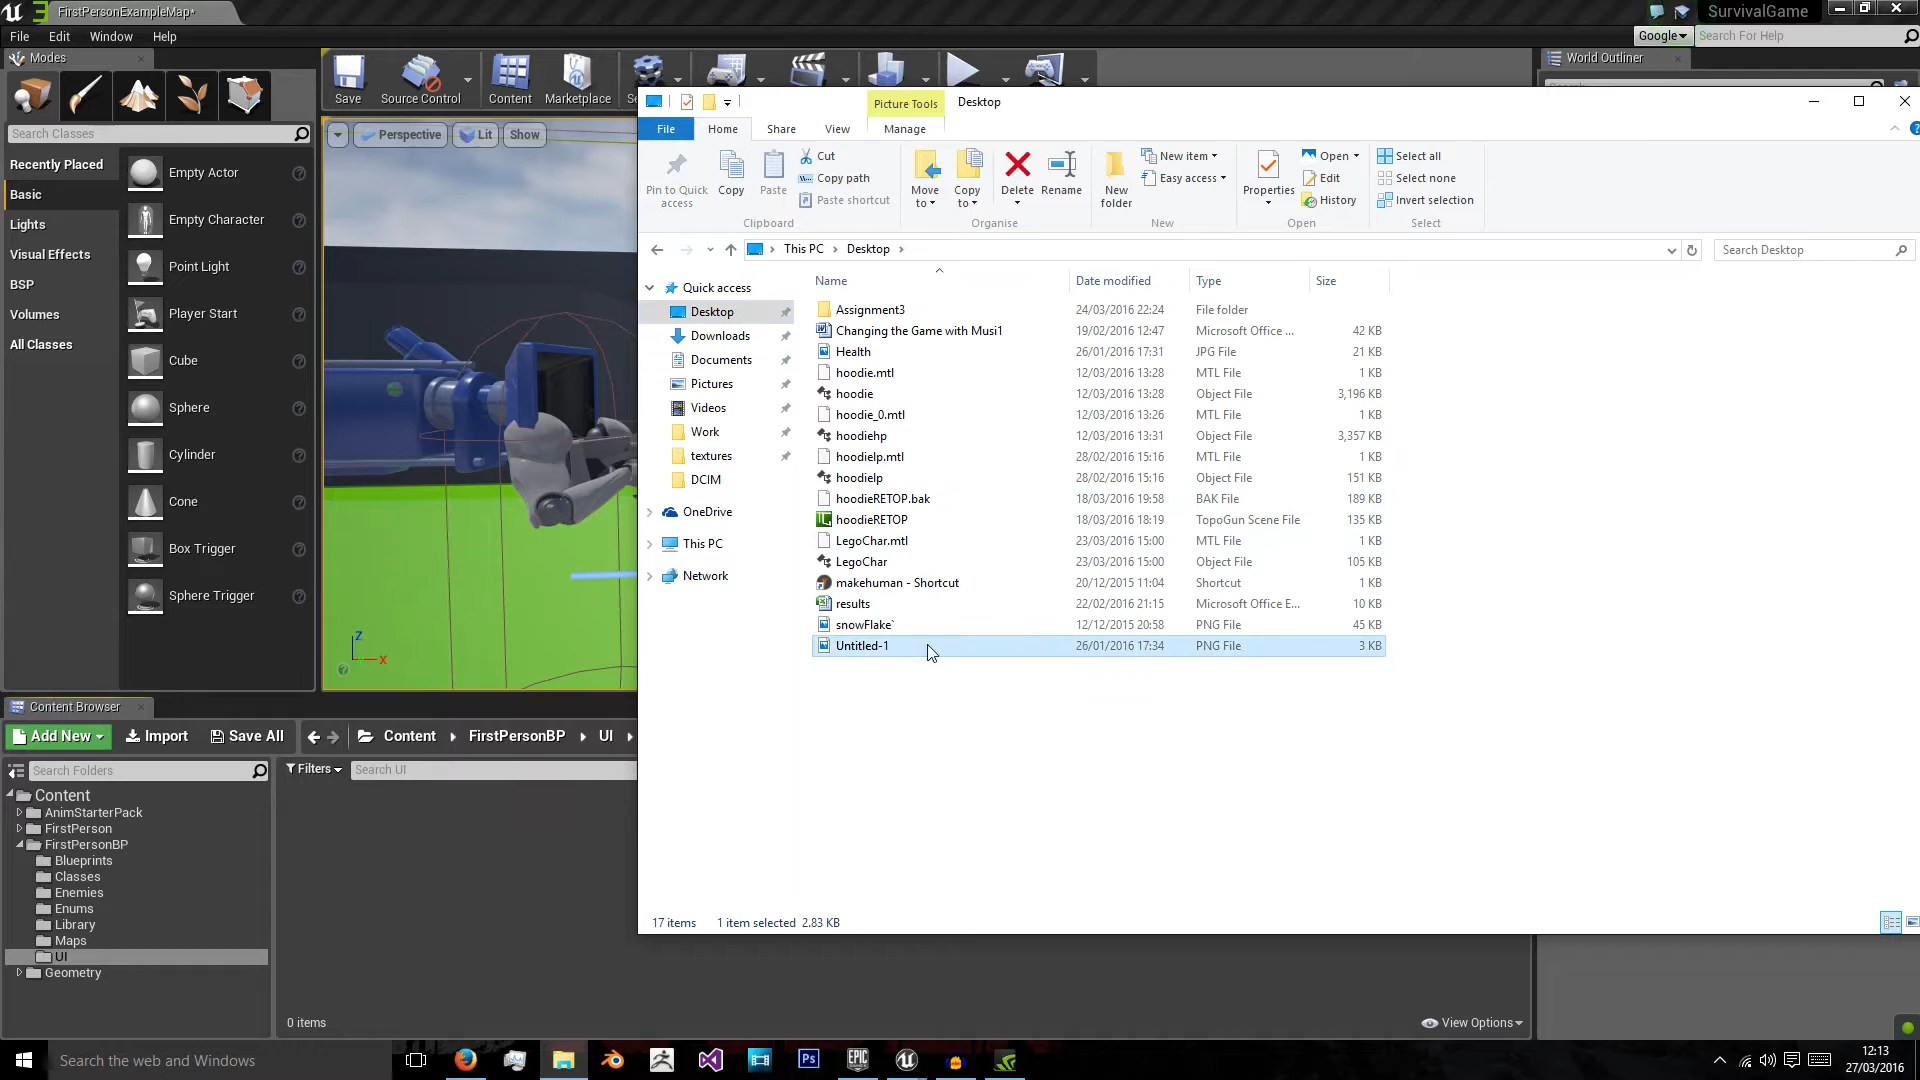 FirstPersonExampleMap*
SurvivalGame
File Edit Window Help
Google Search For Help
Modes
World Outliner
Save Source Control Content Marketplace
Search Classes
Perspective Lit Show
Recently Placed
Basic
Lights
Visual Effects
BSP
Volumes
All Classes
Empty Actor
Empty Character
Point Light
Player Start
Cube
Sphere
Cylinder
Cone
Box Trigger
Sphere Trigger
Z
X
Picture Tools Desktop
File Home Share View Manage
Pin to Quick access
Copy
Paste
Cut
Copy path
Paste shortcut
Clipboard
Move to
Copy to
Delete
Rename
Organise
New folder
New item
Easy access
New
Properties
Open
Edit
History
Open
Select all
Select none
Invert selection
Select
This PC Desktop
Search Desktop
Quick access
Desktop
Downloads
Documents
Pictures
Videos
Work
textures
DCIM
OneDrive
This PC
Network
Name Date modified Type Size
Assignment3 24/03/2016 22:24 File folder
Changing the Game with Musi1 19/02/2016 12:47 Microsoft Office ... 42 KB
Health 26/01/2016 17:31 JPG File 21 KB
hoodie.mtl 12/03/2016 13:28 MTL File 1 KB
hoodie 12/03/2016 13:28 Object File 3,196 KB
hoodie_0.mtl 12/03/2016 13:26 MTL File 1 KB
hoodiehp 12/03/2016 13:31 Object File 3,357 KB
hoodielp.mtl 28/02/2016 15:16 MTL File 1 KB
hoodielp 28/02/2016 15:16 Object File 151 KB
hoodieRETOP.bak 18/03/2016 19:58 BAK File 189 KB
hoodieRETOP 18/03/2016 18:19 TopoGun Scene File 135 KB
LegoChar.mtl 23/03/2016 15:00 MTL File 1 KB
LegoChar 23/03/2016 15:00 Object File 105 KB
makehuman - Shortcut 20/12/2015 11:04 Shortcut 1 KB
results 22/02/2016 21:15 Microsoft Office E... 10 KB
snowFlake` 12/12/2015 20:58 PNG File 45 KB
Untitled-1 26/01/2016 17:34 PNG File 3 KB
17 items 1 item selected 2.83 KB
Content Browser
Add New Import Save All Content FirstPersonBP UI
Search Folders
Filters Search UI
Content
AnimStarterPack
FirstPerson
FirstPersonBP
Blueprints
Classes
Enemies
Enums
Library
Maps
UI
Geometry
0 items
View Options
Search the web and Windows
Ps
EPIC
12:13
27/03/2016